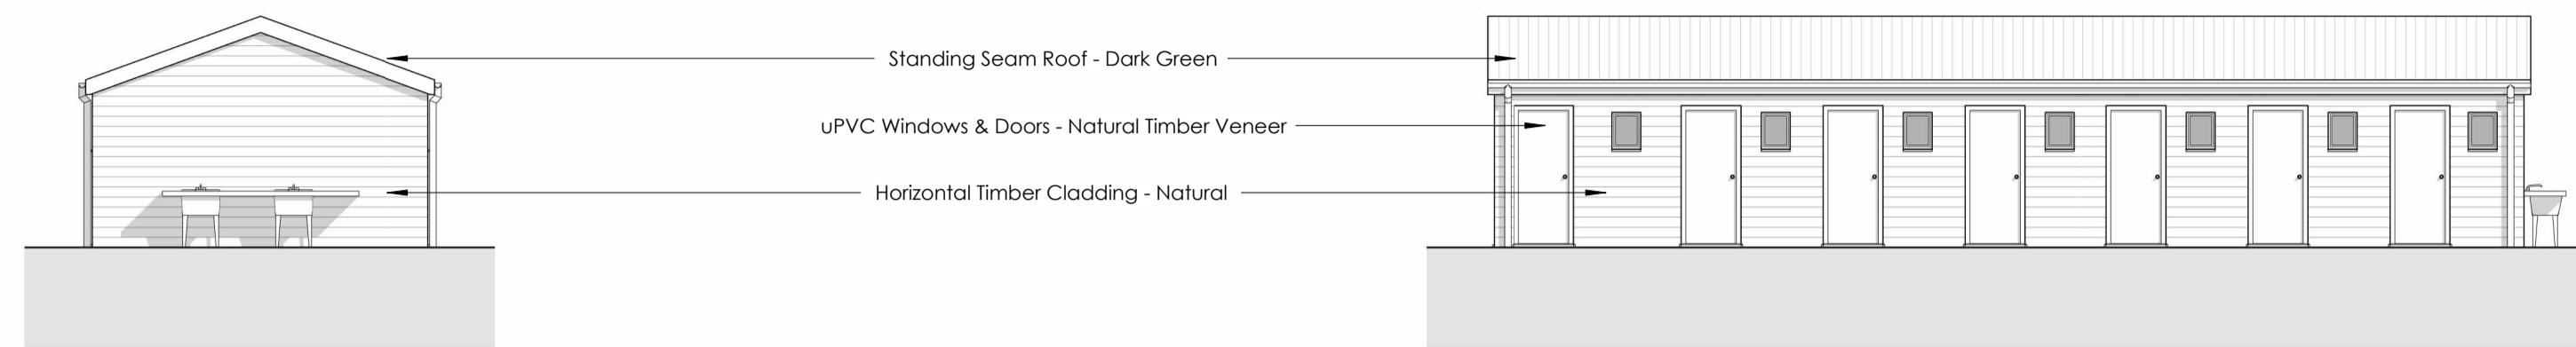 Standing Seam Roof - Dark Green
uPVC Windows & Doors - Natural Timber Veneer
Horizontal Timber Cladding - Natural